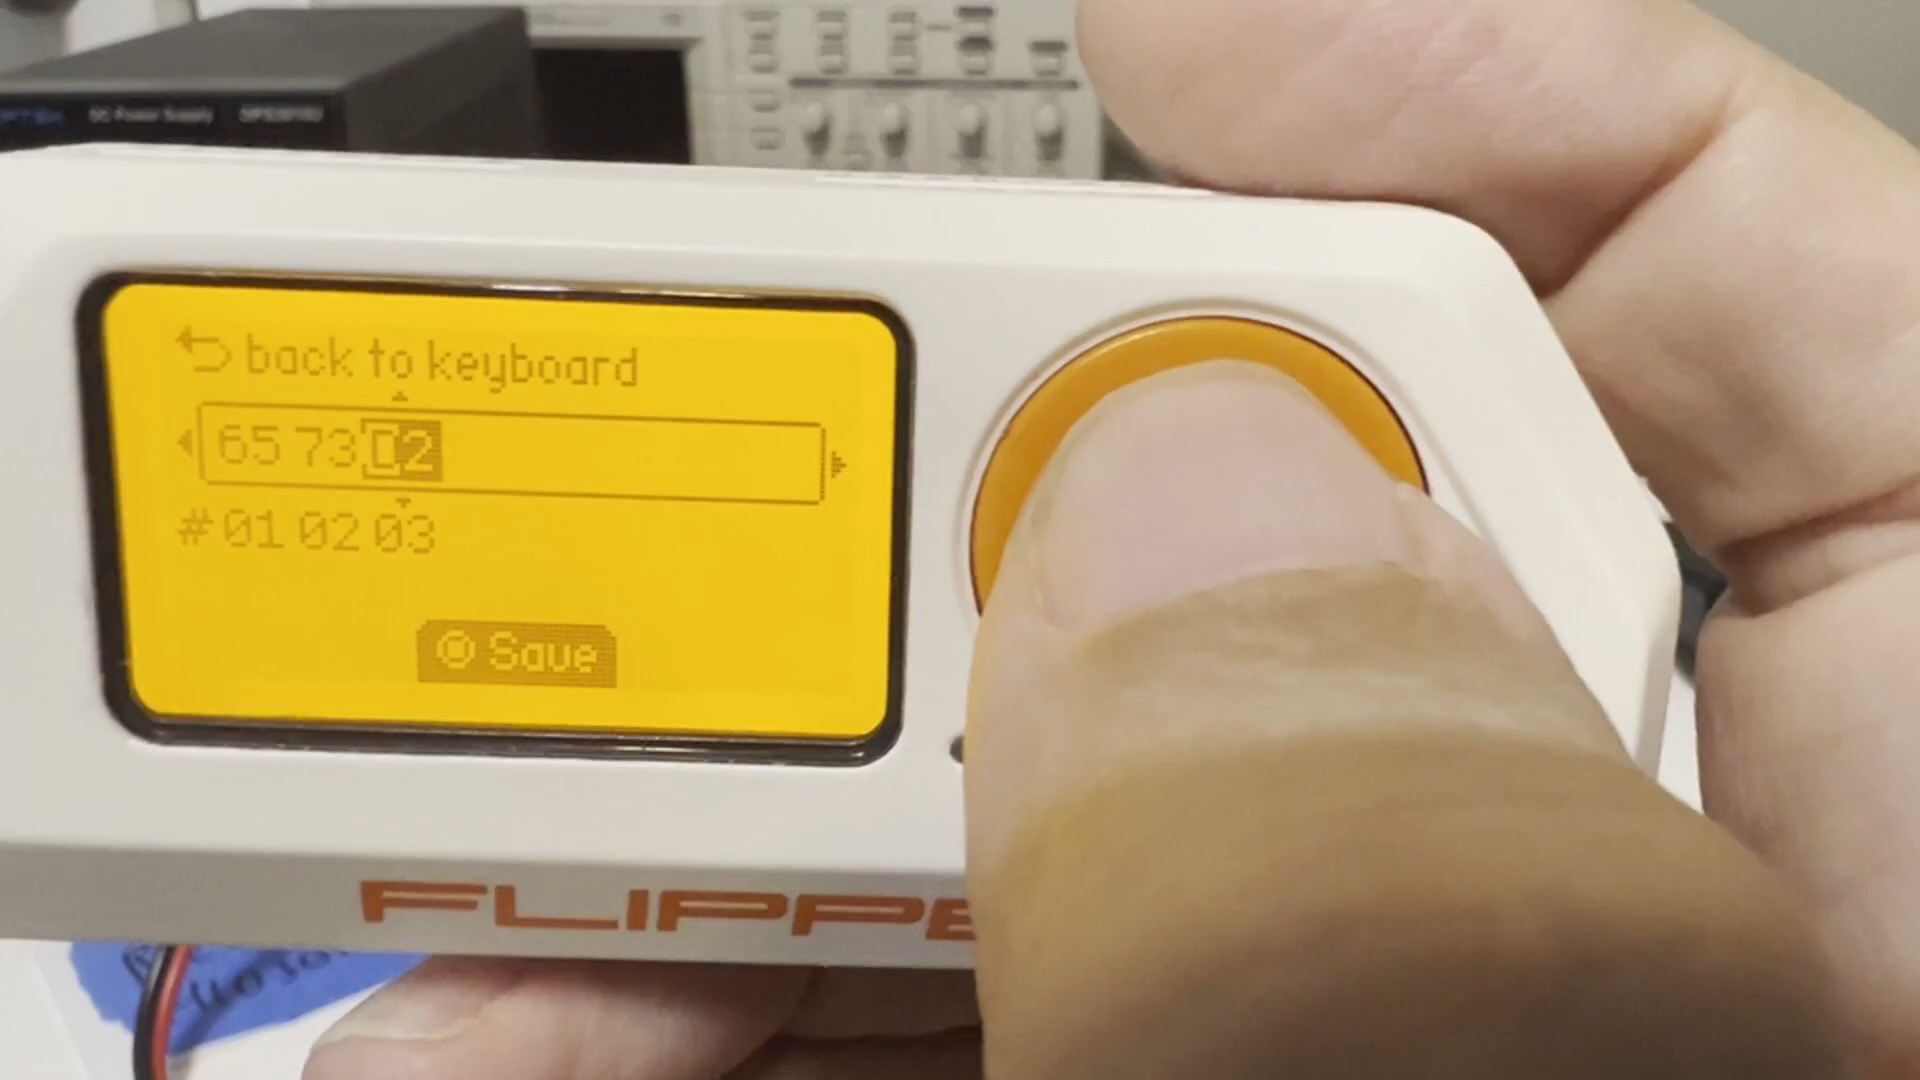 DC Power Supply
back to keyboard
65 73 02
# 01 02 03
Save
FLIPPE